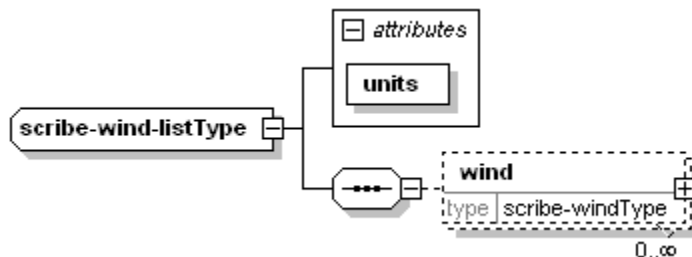 attributes
units
scribe-wind-listType
wind
type scribe-windType
0..∞